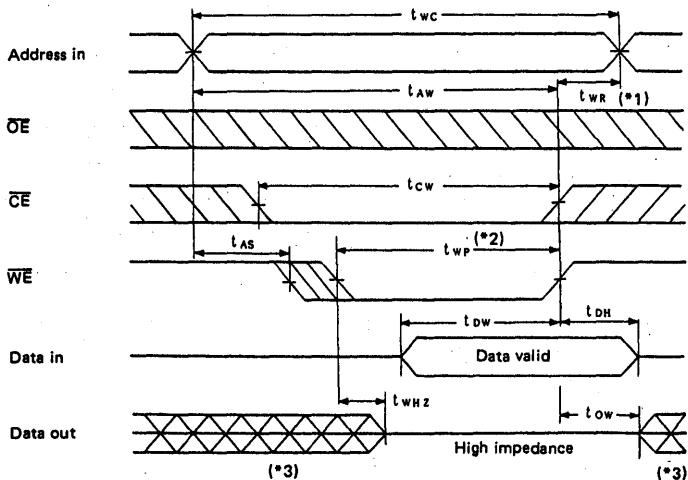 tWC
Address in
tAW
tWR (*1)
OE
CE
tCW
tAS
tWP (*2)
WE
tDW
tDH
Data in
Data valid
tWHZ
tOW
Data out
High impedance
(*3)
(*3)